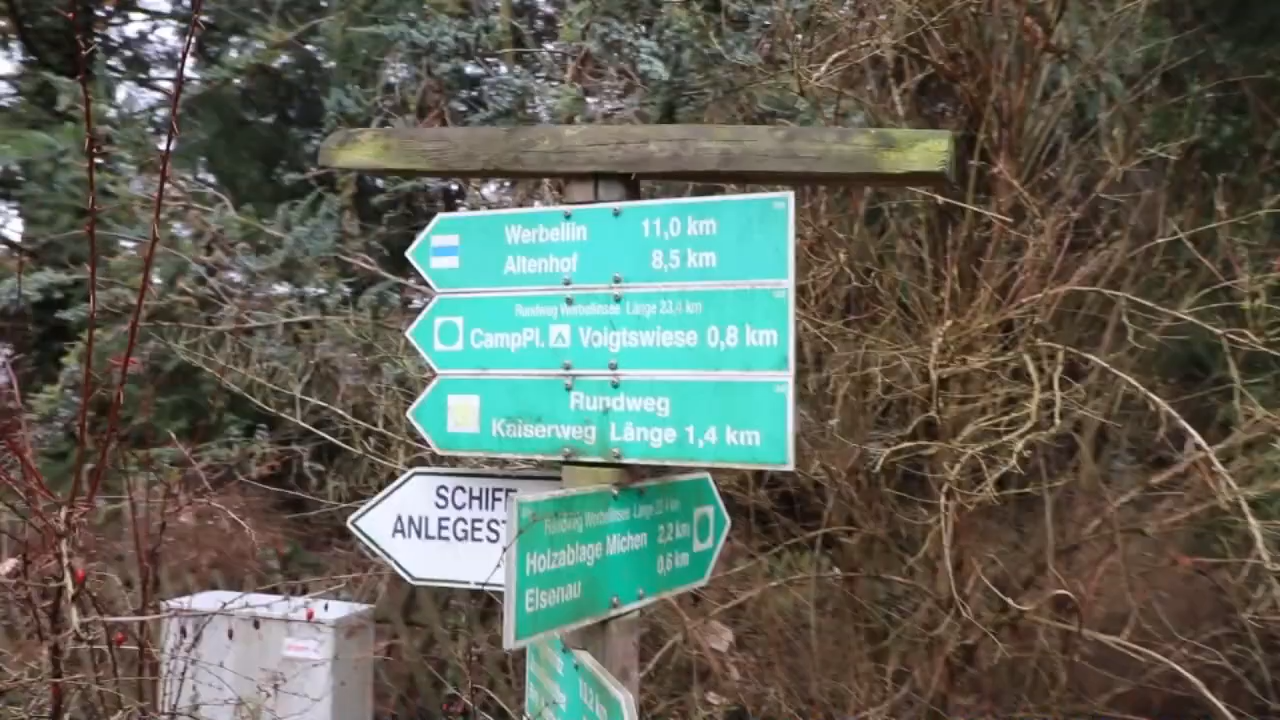 Werbellin 11,0 km
Altenhof 8,5 km
Rundweg Werbellinsee Länge 23,4 km
CampPl. Voigtswiese 0,8 km
Rundweg
Kaiserweg Länge 1,4 km
SCHIFF
ANLEGEST
Rundweg Werbellinsee Länge
Holzablage Michen 2,2 km
Elsenau 0,6 km
km